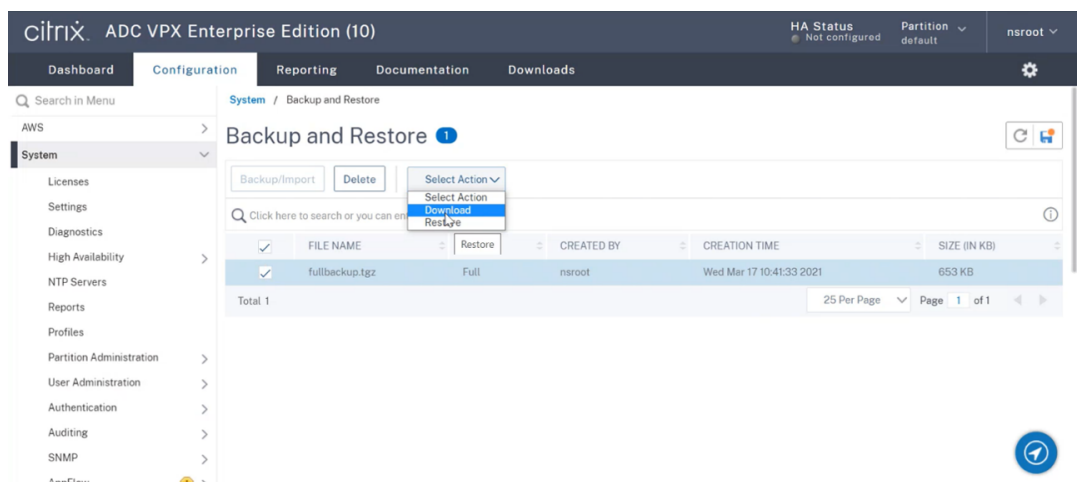 citrix. ADC VPX Enterprise Edition (10)
HA Status
Not configured
Partition
default
nsroot
Dashboard Configuration Reporting Documentation Downloads
Search in Menu
AWS
System
Licenses
Settings
Diagnostics
High Availability
NTP Servers
Reports
Profiles
Partition Administration
User Administration
Authentication
Auditing
SNMP
AppFlow
System / Backup and Restore
Backup and Restore 1
Backup/Import Delete Select Action
Select Action
Download
Restore
Click here to search or you can en
Restore
FILE NAME CREATED BY CREATION TIME SIZE (IN KB)
fullbackup.tgz Full nsroot Wed Mar 17 10:41:33 2021 653 KB
Total 1 25 Per Page Page 1 of 1